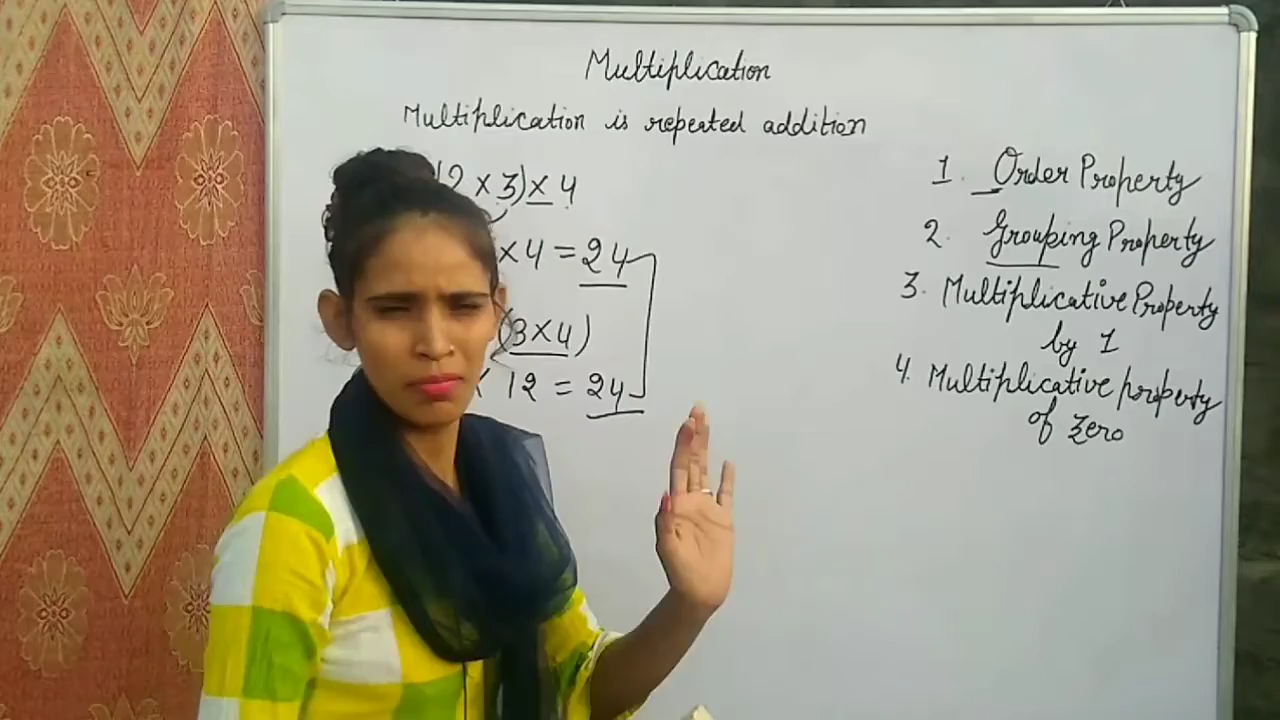 Multiplication
Multiplication is repeated addition
(2 × 3) × 4
× 4 = 24
(3 × 4)
× 12 = 24
1. Order Property
2. Grouping Property
3. Multiplicative Property
by 1
4. Multiplicative property
of zero